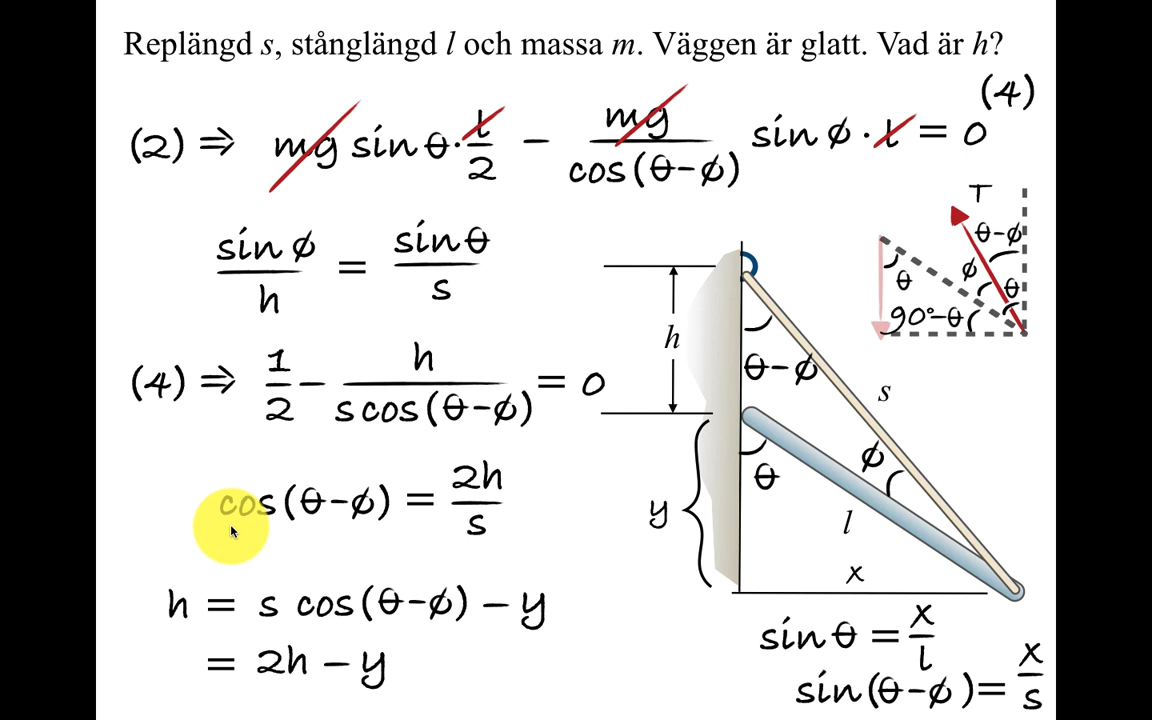 Replängd s, stånglängd l och massa m. Väggen är glatt. Vad är h?
(4)
(2) ⇒ mg sin θ · l/2 − mg/cos(θ−ϕ) sin ϕ · l = 0
sin ϕ/h = sin θ/s
T
θ−ϕ
ϕ
θ
θ
90°−θ
(4) ⇒ 1/2 − h/s cos(θ−ϕ) = 0
h
θ−ϕ
s
cos(θ−ϕ) = 2h/s
ϕ
θ
y
l
x
h = s cos(θ−ϕ) − y
= 2h − y
sin θ = x/l
sin(θ−ϕ) = x/s